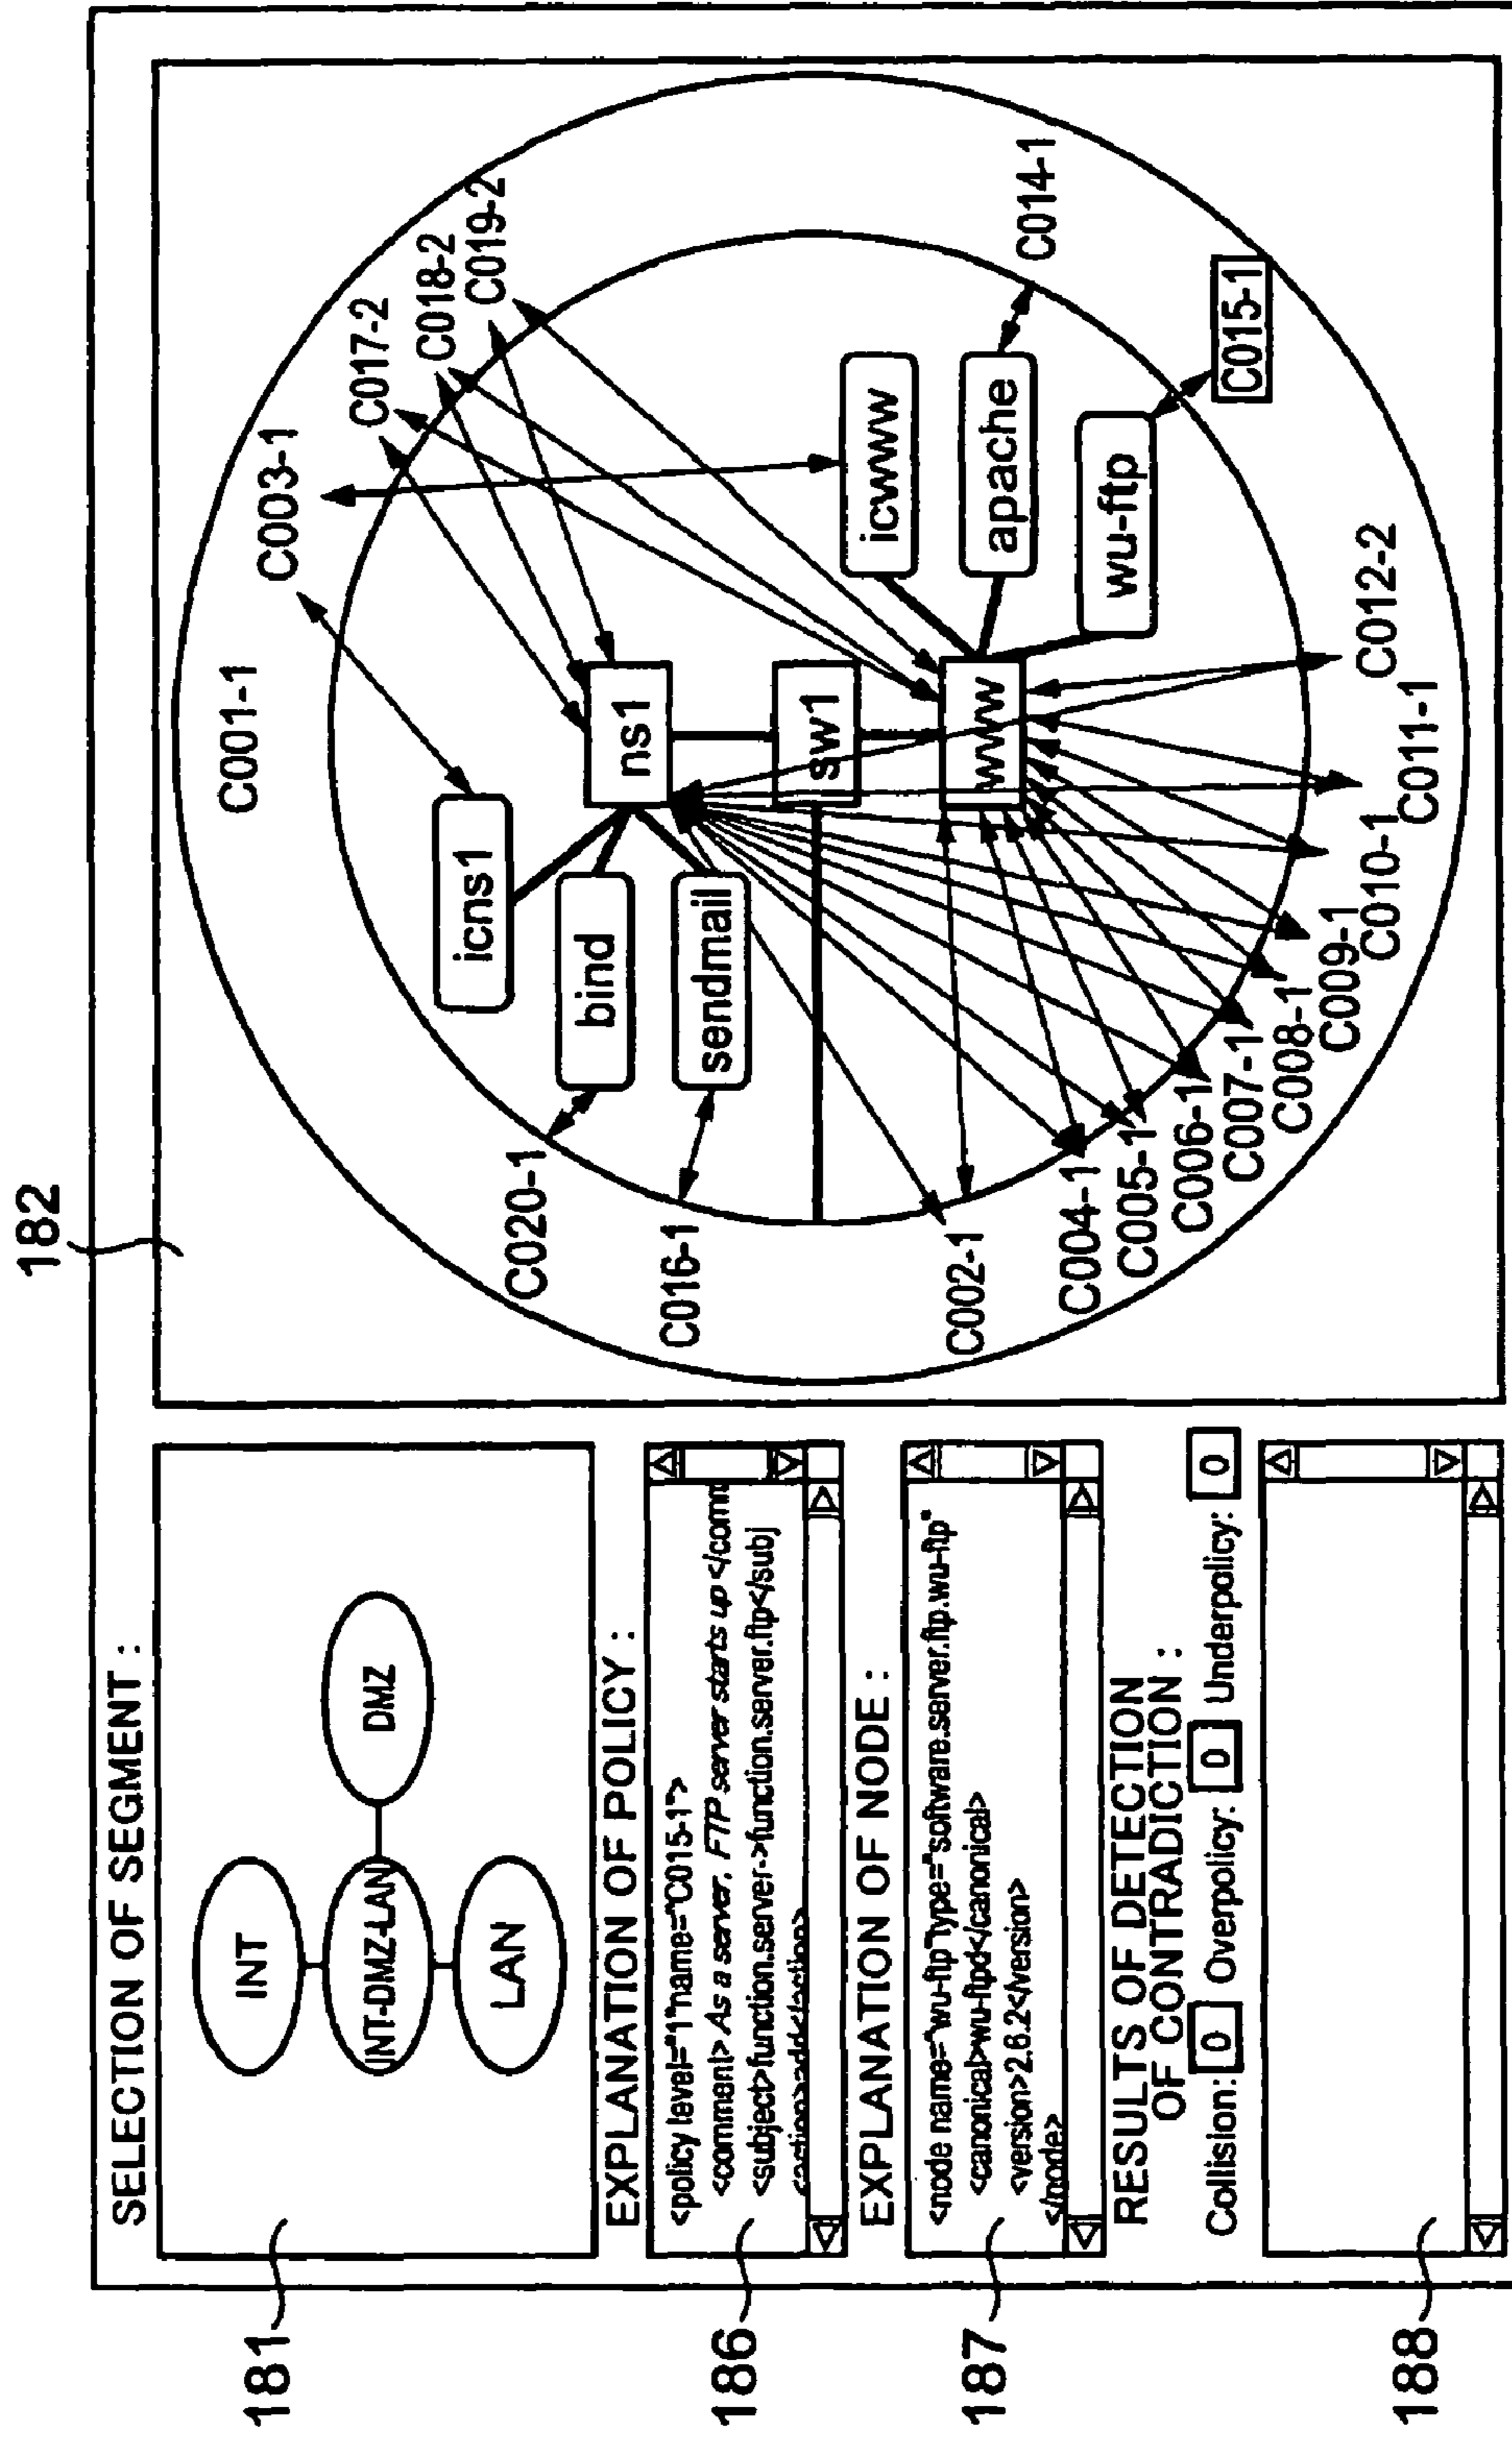 182
181
186
187
188
SELECTION OF SEGMENT :
INT
INT-DMZ-LAN
DMZ
LAN
EXPLANATION OF POLICY :
<policy level="1"name="C015-1">
<comment> As a server, FTP server starts up </com
<subject>function.server->function.server.ftp</subj
<action>add</action>
EXPLANATION OF NODE :
<node name="wu-ftp"type="software.server.ftp.wu-ftp"
<canonical>wu-ftpd</canonical>
<version>2.6.2</version>
</node>
RESULTS OF DETECTION
OF CONTRADICTION :
Collision: 0 Overpolicy: 0 Underpolicy: 0
C001-1
C003-1
C017-2
C018-2
C019-2
C020-1
icns1
bind
ns1
C016-1
sendmail
sw1
icwww
C002-1
www
apache
C014-1
wu-ftp
C015-1
C004-1
C005-1
C006-1
C007-1
C008-1
C009-1
C010-1
C011-1
C012-2